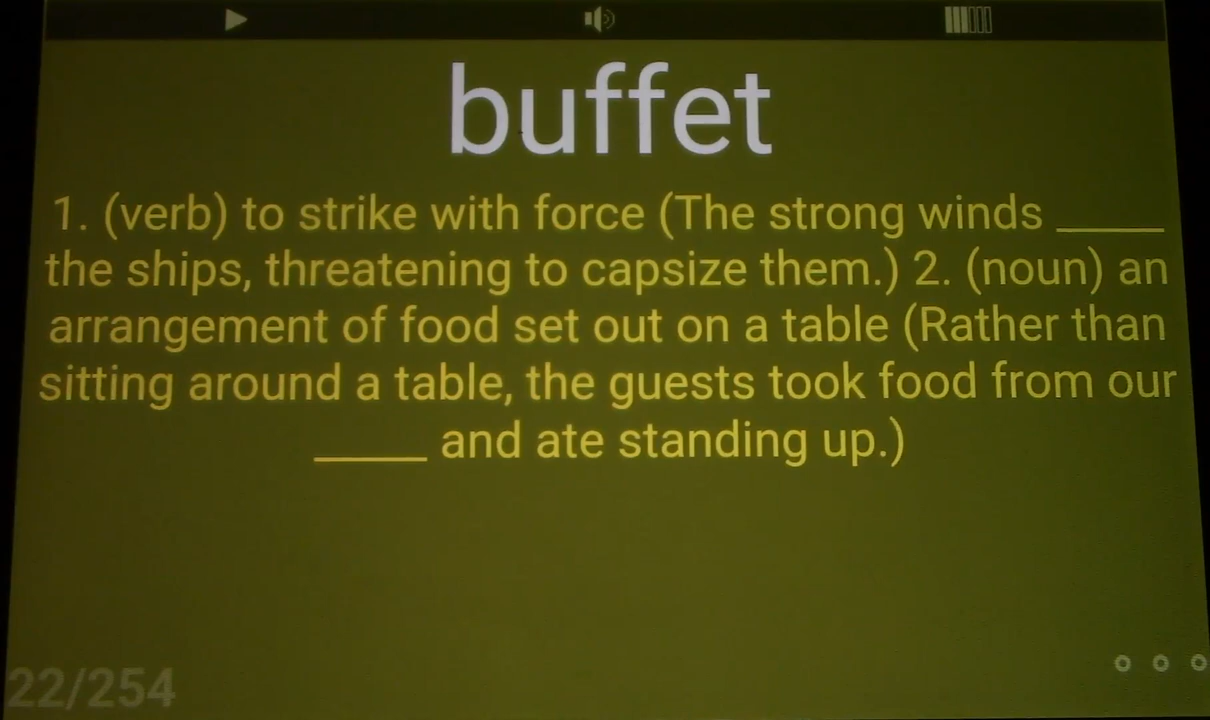 buffet
1. (verb) to strike with force (The strong winds _____
the ships, threatening to capsize them.) 2. (noun) an
arrangement of food set out on a table (Rather than
sitting around a table, the guests took food from our
_____ and ate standing up.)
22/254